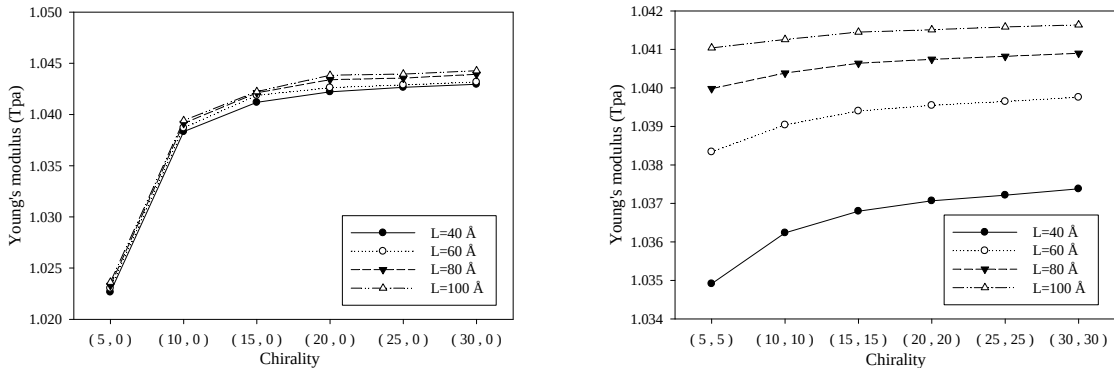 1.050
1.045
1.040
1.035
1.030
1.025
1.020
Young's modulus (Tpa)
L=40 Å
L=60 Å
L=80 Å
L=100 Å
( 5 , 0 ) ( 10 , 0 ) ( 15 , 0 ) ( 20 , 0 ) ( 25 , 0 ) ( 30 , 0 )
Chirality
1.042
1.041
1.040
1.039
1.038
1.037
1.036
1.035
1.034
Young's modulus (Tpa)
L=40 Å
L=60 Å
L=80 Å
L=100 Å
( 5 , 5 ) ( 10 , 10 ) ( 15 , 15 ) ( 20 , 20 ) ( 25 , 25 ) ( 30 , 30 )
Chirality